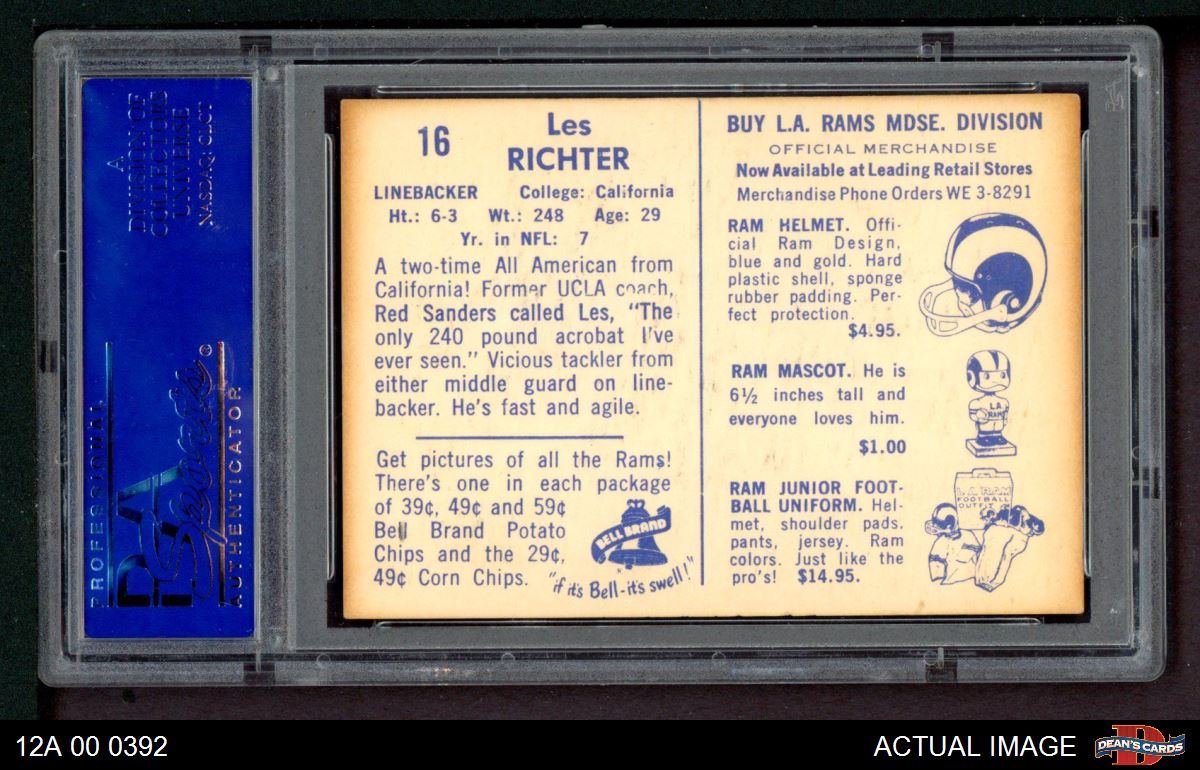 A
DIVISION OF
COLLECTORS
UNIVERSE
NASDAQ: CLCT
PROFESSIONAL
PSA
Sports
®
AUTHENTICATOR
16
Les
RICHTER
LINEBACKER College: California
Ht.: 6-3 Wt.: 248 Age: 29
Yr. in NFL: 7
A two-time All American from
California! Former UCLA coach,
Red Sanders called Les, "The
only 240 pound acrobat I've
ever seen." Vicious tackler from
either middle guard on line-
backer. He's fast and agile.
Get pictures of all the Rams!
There's one in each package
of 39¢, 49¢ and 59¢
Bell Brand Potato
Chips and the 29¢,
49¢ Corn Chips.
BELL BRAND
"if it's Bell-it's swell!"
BUY L.A. RAMS MDSE. DIVISION
OFFICIAL MERCHANDISE
Now Available at Leading Retail Stores
Merchandise Phone Orders WE 3-8291
RAM HELMET. Offi-
cial Ram Design,
blue and gold. Hard
plastic shell, sponge
rubber padding. Per-
fect protection.
$4.95.
RAM MASCOT. He is
6½ inches tall and
everyone loves him.
$1.00
L.A.
RAMS
RAM JUNIOR FOOT-
BALL UNIFORM. Hel-
met, shoulder pads,
pants, jersey. Ram
colors. Just like the
pro's! $14.95.
L.A. RAM
FOOTBALL
OUTFIT
12A 00 0392
ACTUAL IMAGE
DEAN'S CARDS